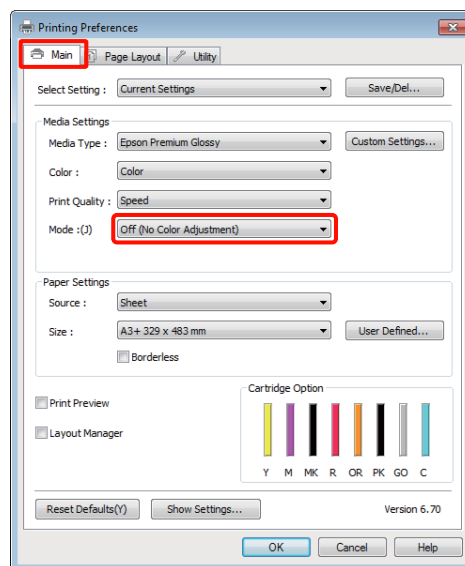 Printing Preferences
Main Page Layout Utility
Select Setting : Current Settings Save/Del...
Media Settings
Media Type : Epson Premium Glossy Custom Settings...
Color : Color
Print Quality : Speed
Mode :(J) Off (No Color Adjustment)
Paper Settings
Source : Sheet
Size : A3+ 329 x 483 mm User Defined...
Borderless
Cartridge Option
Print Preview
Layout Manager
Y M MK R OR PK GO C
Reset Defaults(Y) Show Settings... Version 6.70
OK Cancel Help